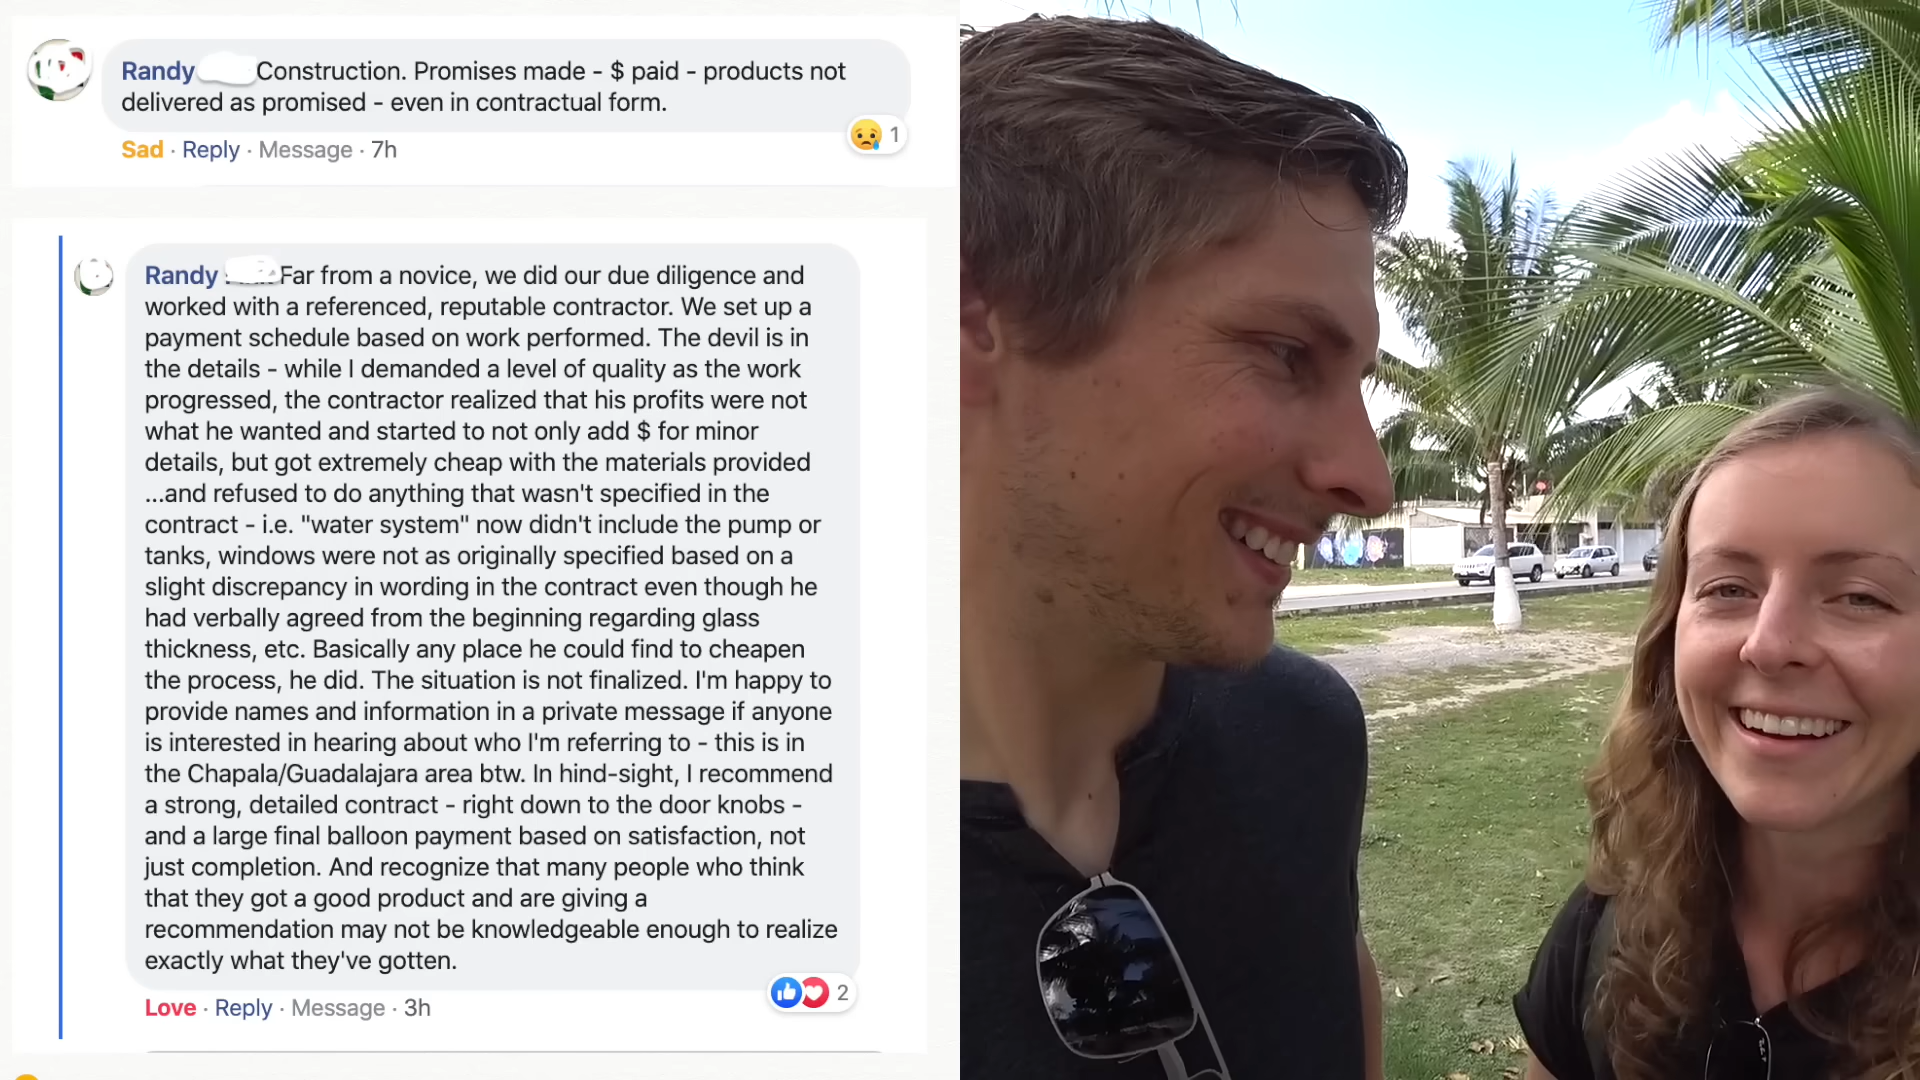 Randy Construction. Promises made - $ paid - products not
delivered as promised - even in contractual form.
1
Sad · Reply · Message · 7h
Randy Far from a novice, we did our due diligence and
worked with a referenced, reputable contractor. We set up a
payment schedule based on work performed. The devil is in
the details - while I demanded a level of quality as the work
progressed, the contractor realized that his profits were not
what he wanted and started to not only add $ for minor
details, but got extremely cheap with the materials provided
...and refused to do anything that wasn't specified in the
contract - i.e. "water system" now didn't include the pump or
tanks, windows were not as originally specified based on a
slight discrepancy in wording in the contract even though he
had verbally agreed from the beginning regarding glass
thickness, etc. Basically any place he could find to cheapen
the process, he did. The situation is not finalized. I'm happy to
provide names and information in a private message if anyone
is interested in hearing about who I'm referring to - this is in
the Chapala/Guadalajara area btw. In hind-sight, I recommend
a strong, detailed contract - right down to the door knobs -
and a large final balloon payment based on satisfaction, not
just completion. And recognize that many people who think
that they got a good product and are giving a
recommendation may not be knowledgeable enough to realize
exactly what they've gotten.
2
Love · Reply · Message · 3h